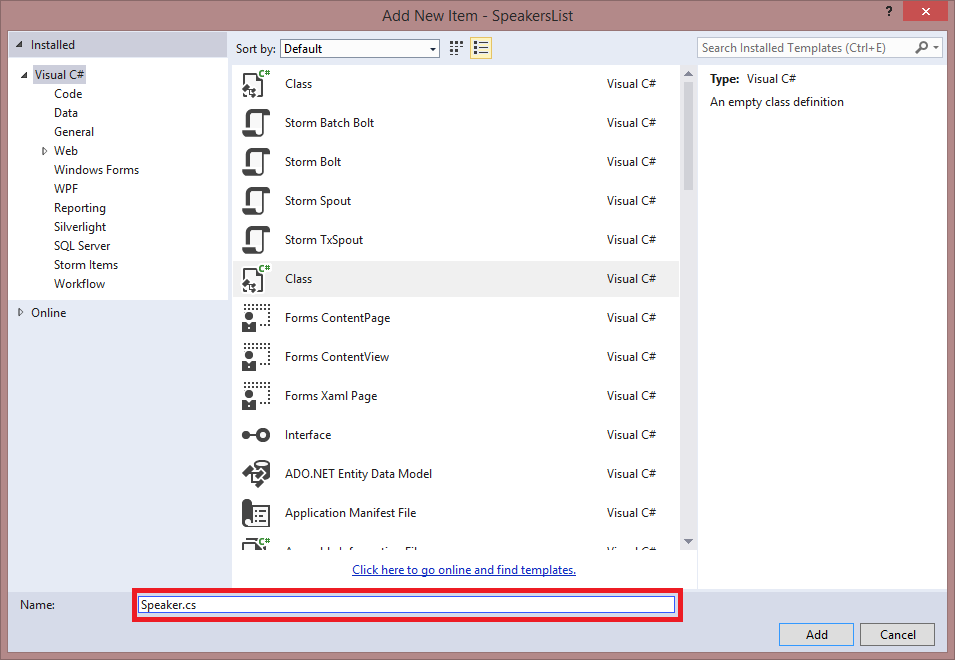 Add New Item - SpeakersList
?
Installed
Sort by: Default
Search Installed Templates (Ctrl+E)
Visual C#
Code
Data
General
Web
Windows Forms
WPF
Reporting
Silverlight
SQL Server
Storm Items
Workflow
Online
C# Class Visual C#
Storm Batch Bolt Visual C#
Storm Bolt Visual C#
Storm Spout Visual C#
Storm TxSpout Visual C#
C# Class Visual C#
Forms ContentPage Visual C#
Forms ContentView Visual C#
Forms Xaml Page Visual C#
Interface Visual C#
ADO.NET Entity Data Model Visual C#
Application Manifest File Visual C#
C#
Click here to go online and find templates.
Type: Visual C#
An empty class definition
Name: Speaker.cs
Add Cancel